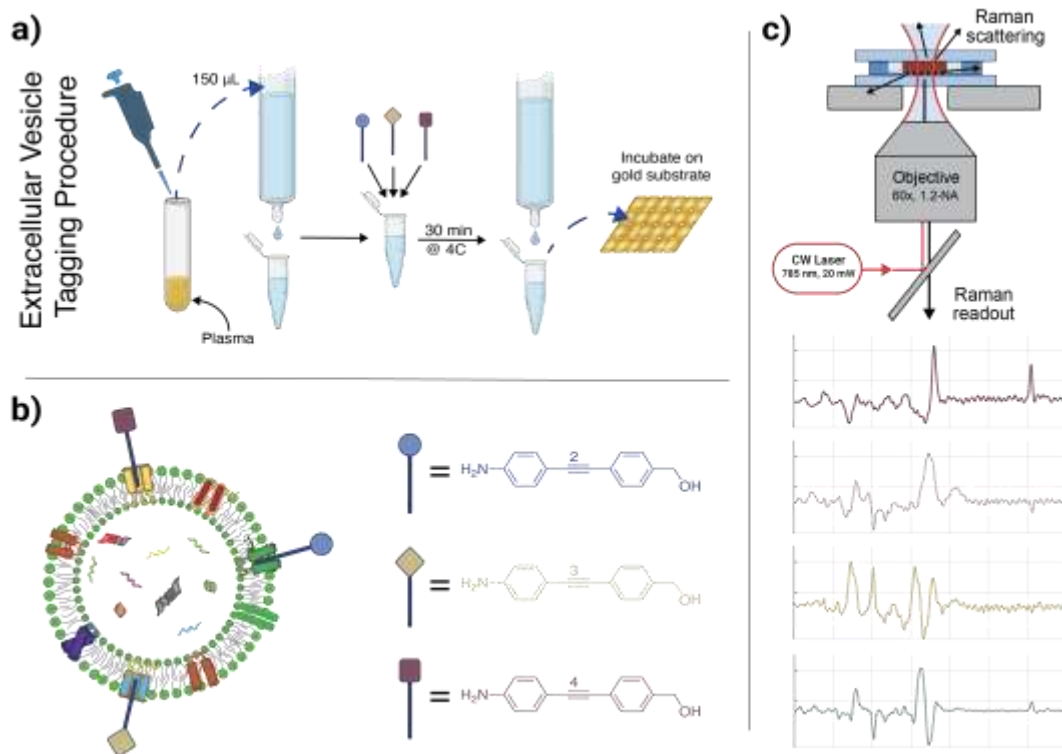 a)
Extracellular Vesicle
Tagging Procedure
150 µL
Plasma
30 min
@ 4C
Incubate on
gold substrate
b)
=
H₂N
2
OH
=
H₂N
3
OH
=
H₂N
4
OH
c)
Raman
scattering
Objective
60x, 1.2-NA
CW Laser
785 nm, 20 mW
Raman
readout